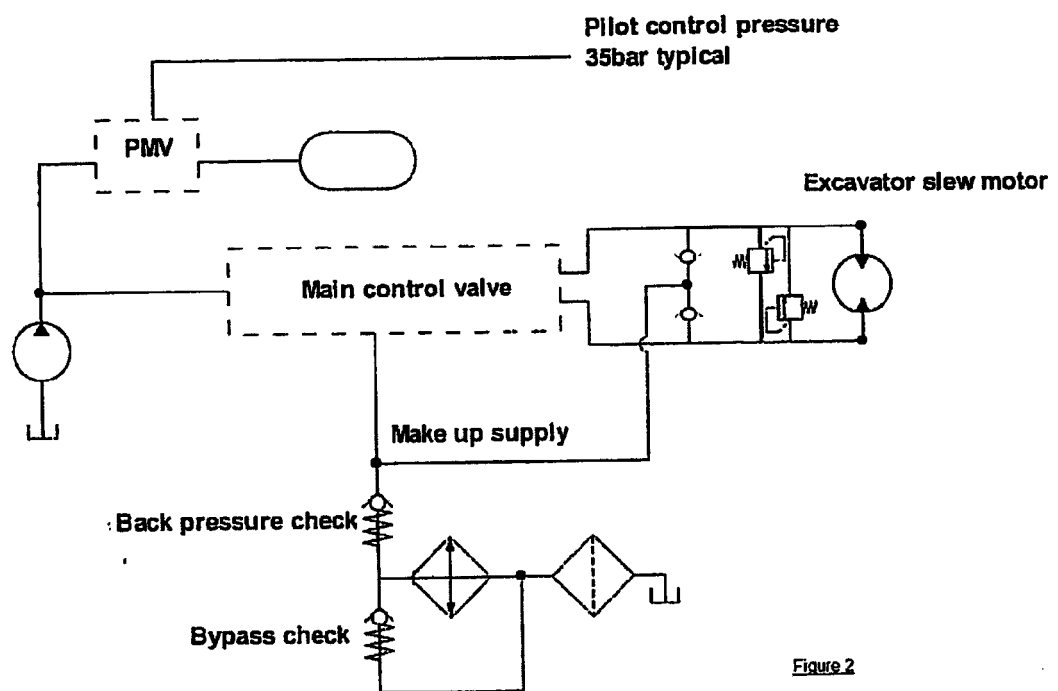 Pilot control pressure
35bar typical
PMV
Excavator slew motor
Main control valve
Make up supply
Back pressure check
Bypass check
Figure 2